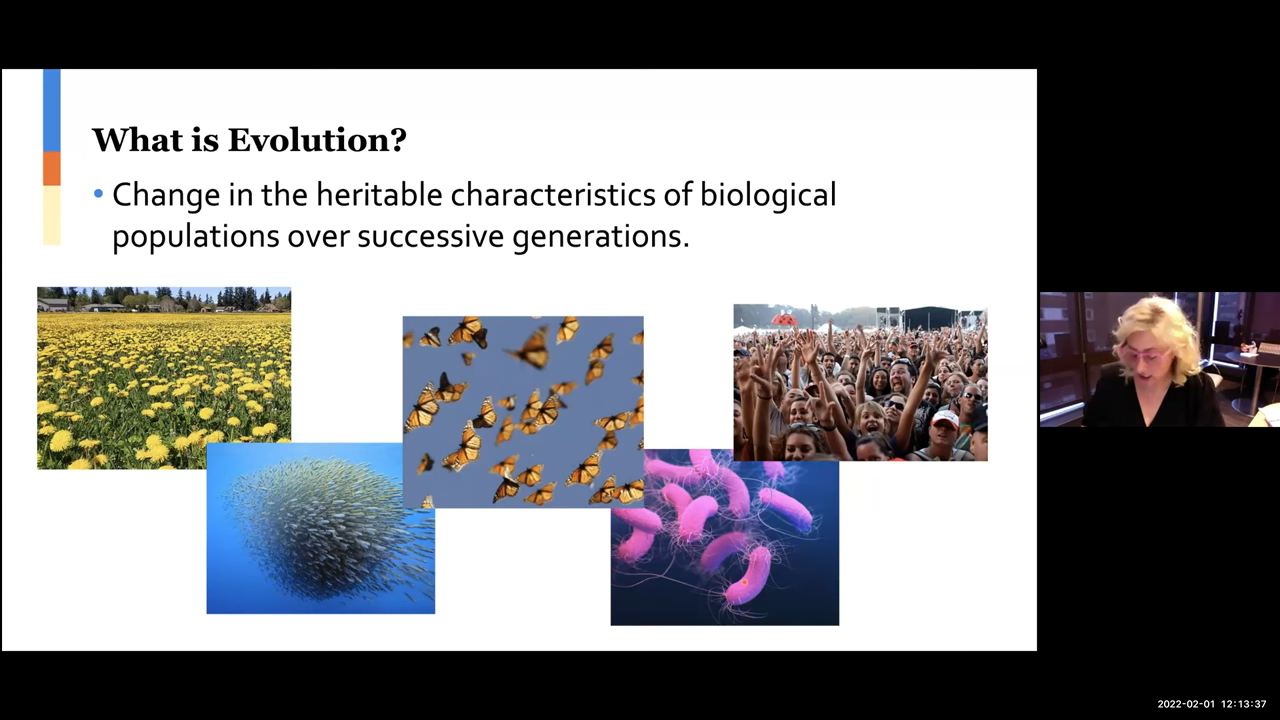 What is Evolution?
• Change in the heritable characteristics of biological
populations over successive generations.
2022-02-01 12:13:37